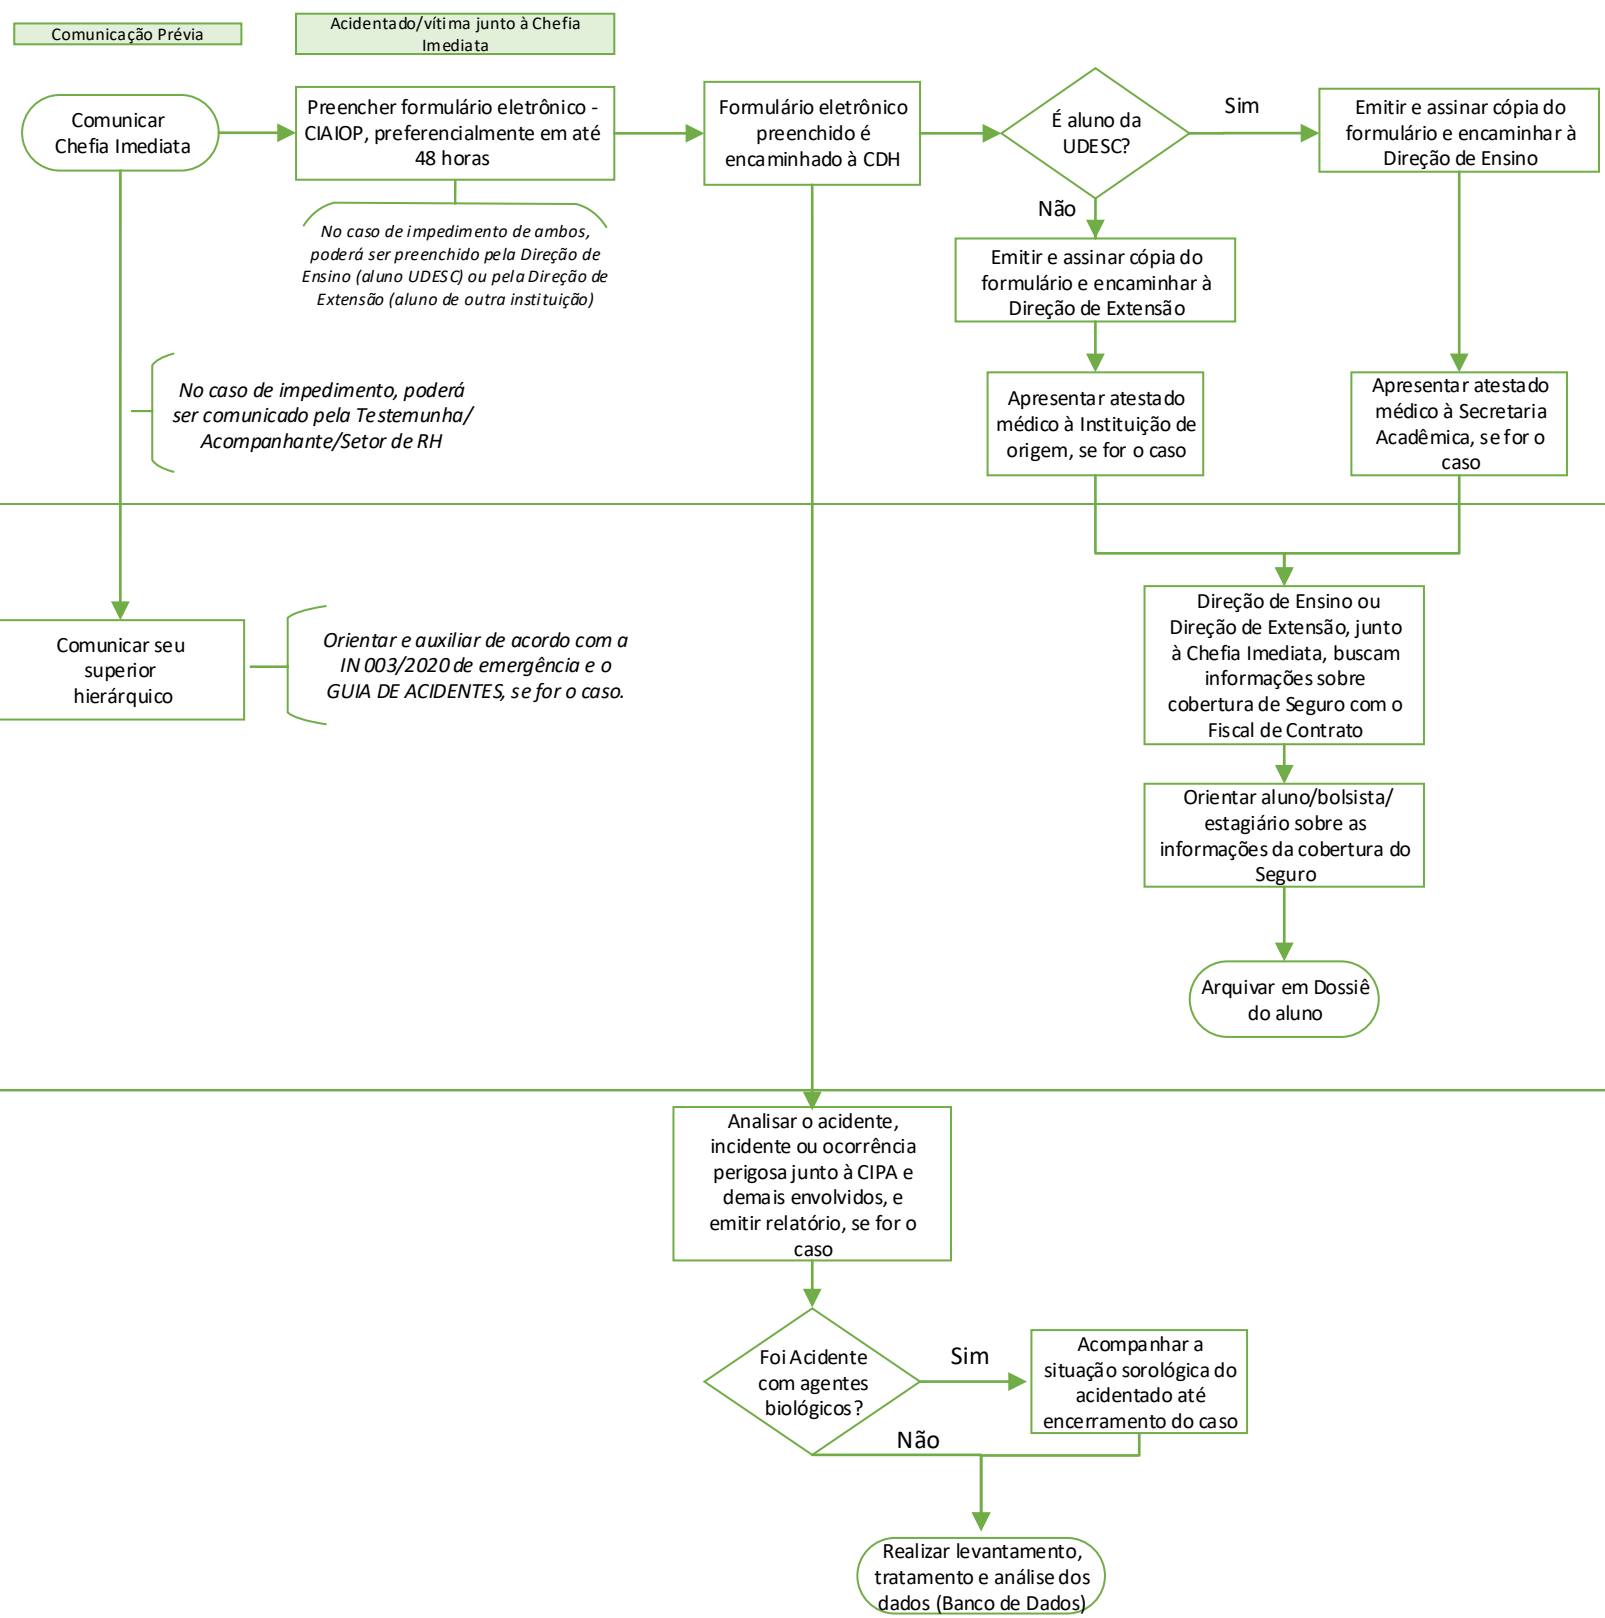 Comunicação Prévia
Acidentado/vítima junto à Chefia
Imediata
Comunicar
Chefia Imediata
Preencher formulário eletrônico -
CIAIOP, preferencialmente em até
48 horas
Formulário eletrônico
preenchido é
encaminhado à CDH
É aluno da
UDESC?
Sim
Emitir e assinar cópia do
formulário e encaminhar à
Direção de Ensino
Não
No caso de impedimento de ambos,
poderá ser preenchido pela Direção de
Ensino (aluno UDESC) ou pela Direção de
Extensão (aluno de outra instituição)
Emitir e assinar cópia do
formulário e encaminhar à
Direção de Extensão
No caso de impedimento, poderá
ser comunicado pela Testemunha/
Acompanhante/Setor de RH
Apresentar atestado
médico à Instituição de
origem, se for o caso
Apresentar atestado
médico à Secretaria
Acadêmica, se for o
caso
Comunicar seu
superior
hierárquico
Orientar e auxiliar de acordo com a
IN 003/2020 de emergência e o
GUIA DE ACIDENTES, se for o caso.
Direção de Ensino ou
Direção de Extensão, junto
à Chefia Imediata, buscam
informações sobre
cobertura de Seguro com o
Fiscal de Contrato
Orientar aluno/bolsista/
estagiário sobre as
informações da cobertura do
Seguro
Arquivar em Dossiê
do aluno
Analisar o acidente,
incidente ou ocorrência
perigosa junto à CIPA e
demais envolvidos, e
emitir relatório, se for o
caso
Foi Acidente
com agentes
biológicos?
Sim
Acompanhar a
situação sorológica do
acidentado até
encerramento do caso
Não
Realizar levantamento,
tratamento e análise dos
dados (Banco de Dados)